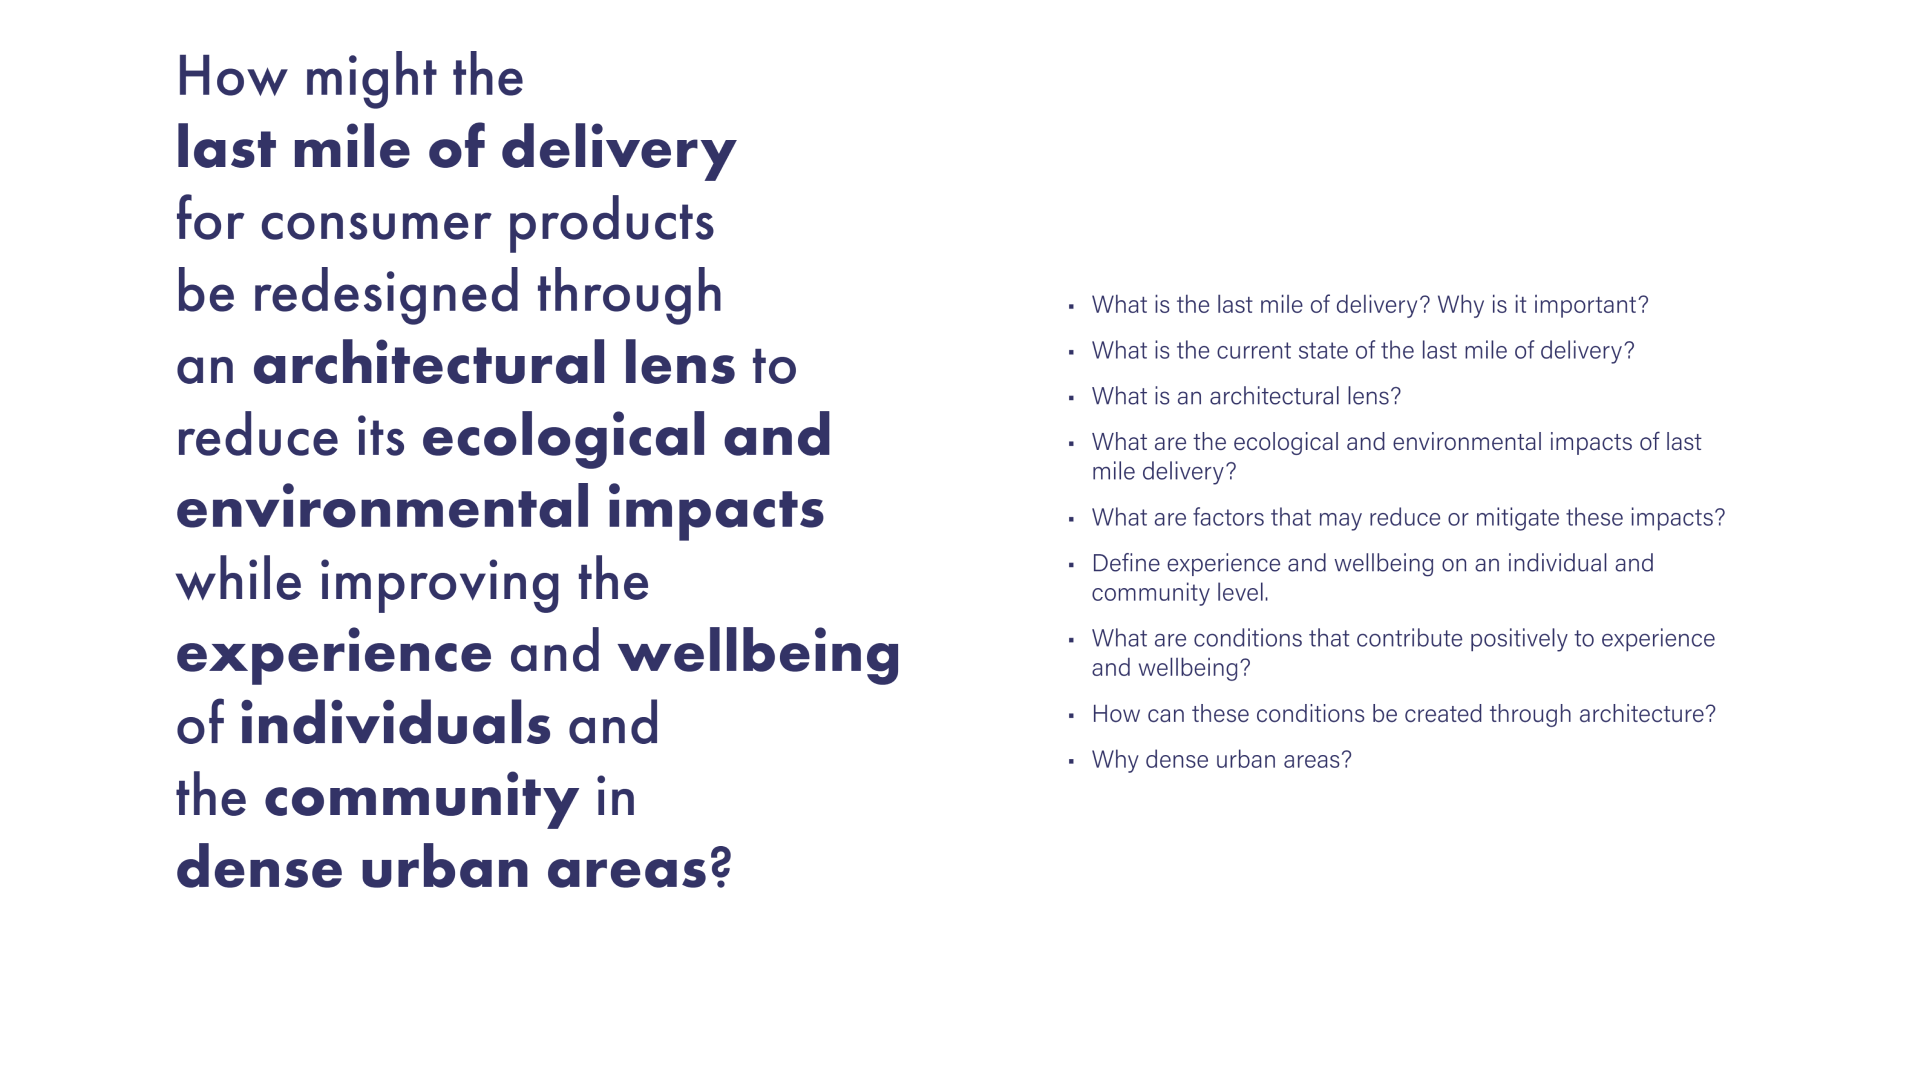 How might the
last mile of delivery
for consumer products
be redesigned through
an architectural lens to
reduce its ecological and
environmental impacts
while improving the
experience and wellbeing
of individuals and
the community in
dense urban areas?
▪ What is the last mile of delivery? Why is it important?
▪ What is the current state of the last mile of delivery?
▪ What is an architectural lens?
▪ What are the ecological and environmental impacts of last
mile delivery?
▪ What are factors that may reduce or mitigate these impacts?
▪ Define experience and wellbeing on an individual and
community level.
▪ What are conditions that contribute positively to experience
and wellbeing?
▪ How can these conditions be created through architecture?
▪ Why dense urban areas?